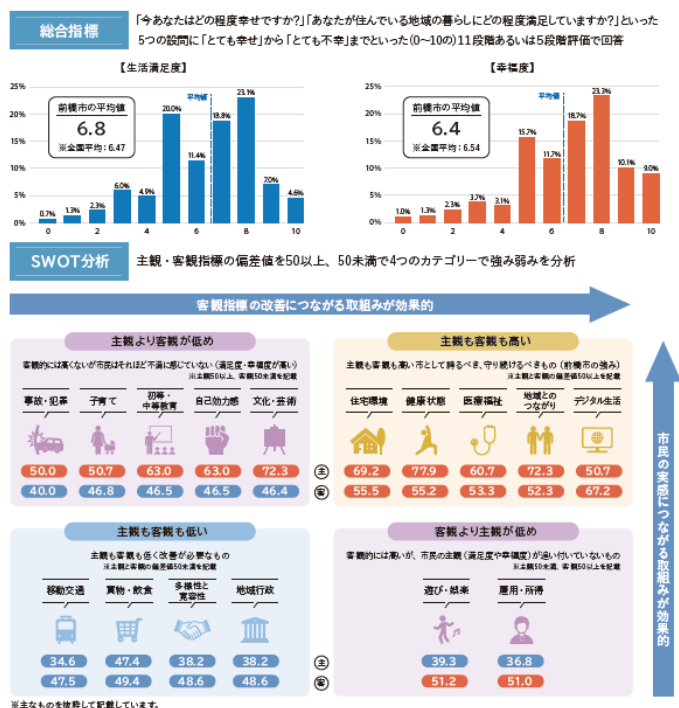 総合指標
「今あなたはどの程度幸せですか？」「あなたが住んでいる地域の暮らしにどの程度満足していますか？」といった
5つの設問に「とても幸せ」から「とても不幸」までといった(0～10の)11段階あるいは5段階評価で回答
【生活満足度】
25%
20%
15%
10%
5%
0%
前橋市の平均値
6.8
※全国平均：6.47
平均値
0.7%
1.3%
2.3%
6.0%
4.9%
20.0%
11.4%
18.8%
23.1%
7.0%
4.6%
0 2 4 6 8 10
【幸福度】
25%
20%
15%
10%
5%
0%
前橋市の平均値
6.4
※全国平均：6.54
平均値
1.0%
1.3%
2.3%
3.7%
3.1%
15.7%
11.7%
18.7%
23.3%
10.1%
9.0%
0 2 4 6 8 10
SWOT分析
主観・客観指標の偏差値を50以上、50未満で4つのカテゴリーで強み弱みを分析
客観指標の改善につながる取組みが効果的
市民の実感につながる取組みが効果的
主観より客観が低め
客観的には高くないが市民はそれほど不満に感じていない（満足度・幸福度が高い）
※主観50以上、客観50未満を記載
事故・犯罪 子育て 初等・中等教育 自己効力感 文化・芸術
50.0 50.7 63.0 63.0 72.3 主
40.0 46.8 46.5 46.5 46.4 客
主観も客観も高い
主観も客観も高い市として誇るべき、守り続けるべきもの（前橋市の強み）
※主観と客観の偏差値50以上を記載
住宅環境 健康状態 医療福祉 地域とのつながり デジタル生活
69.2 77.9 60.7 72.3 50.7
55.5 55.2 53.3 52.3 67.2
主観も客観も低い
主観も客観も低く改善が必要なもの
※主観と客観の偏差値50未満を記載
移動交通 買物・飲食 多様性と寛容性 地域行政
34.6 47.4 38.2 38.2 主
47.5 49.4 48.6 48.6 客
客観より主観が低め
客観的には高いが、市民の主観（満足度や幸福度）が追い付いていないもの
※主観50未満、客観50以上を記載
遊び・娯楽 雇用・所得
39.3 36.8
51.2 51.0
※主なものを抜粋して記載しています。